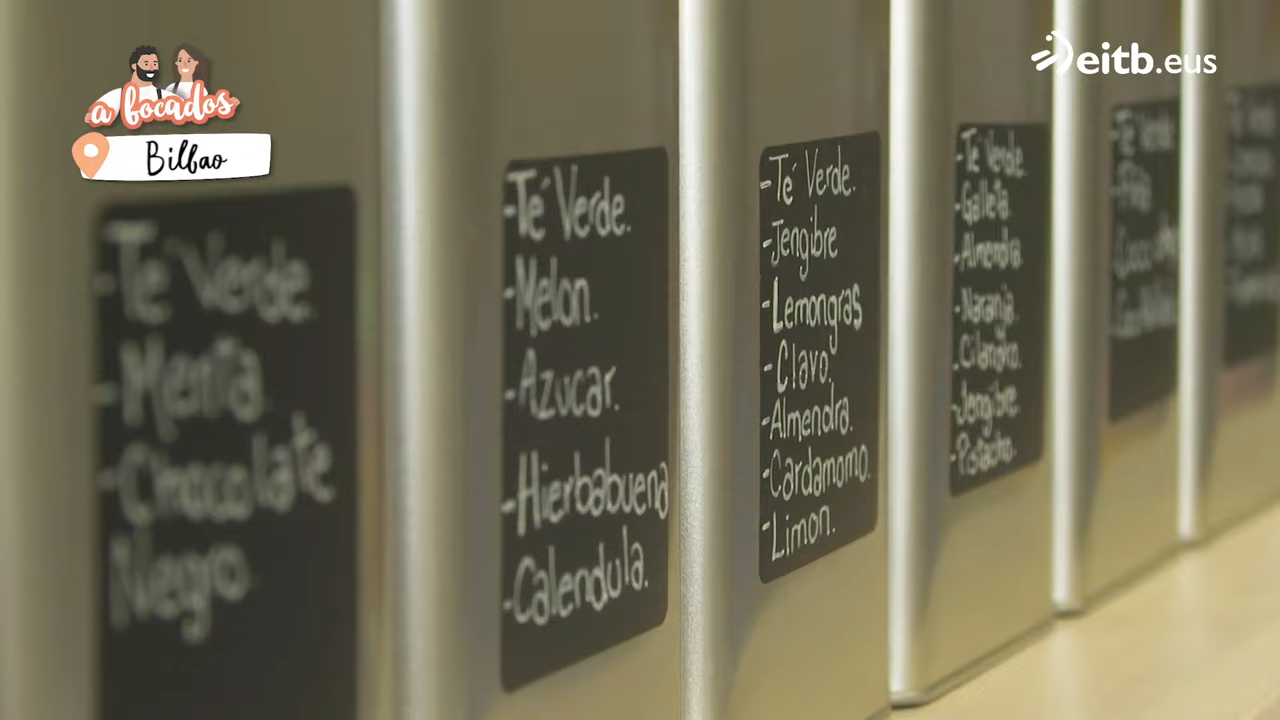 a bocados
Bilbao
eitb.eus
-Te Verde.
-Menta.
-Chocolate
Negro.
-Té Verde.
-Melon.
-Azucar.
-Hierbabuena
-Calendula.
-Té Verde.
-Jengibre
-Lemongras
-Clavo
-Almendra.
-Cardamomo.
-Limon.
-Te Verde.
-Galleta.
-Almendra.
-Naranja.
-Cilantro.
-Jengibre.
-Pistacho.
-Te Verde